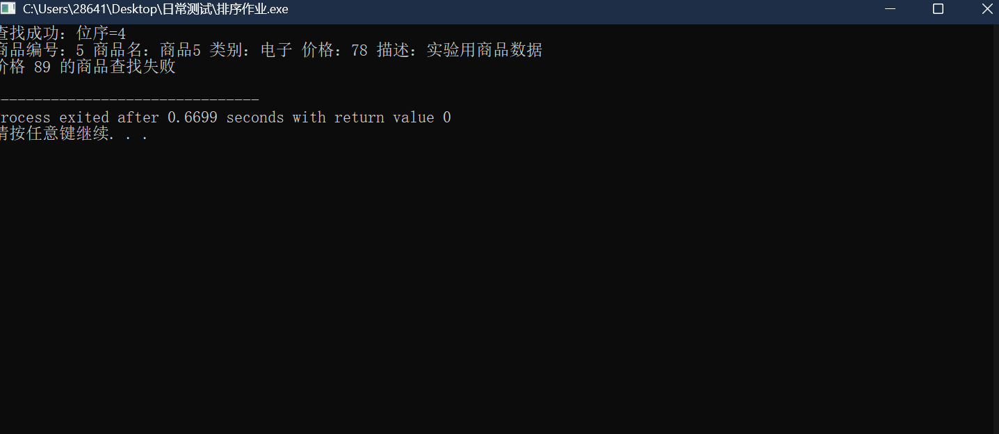 C:\Users\28641\Desktop\日常测试\排序作业.exe
查找成功：位序=4
商品编号：5 商品名：商品5 类别：电子 价格：78 描述：实验用商品数据
价格 89 的商品查找失败
--------------------------------
Process exited after 0.6699 seconds with return value 0
请按任意键继续. . .